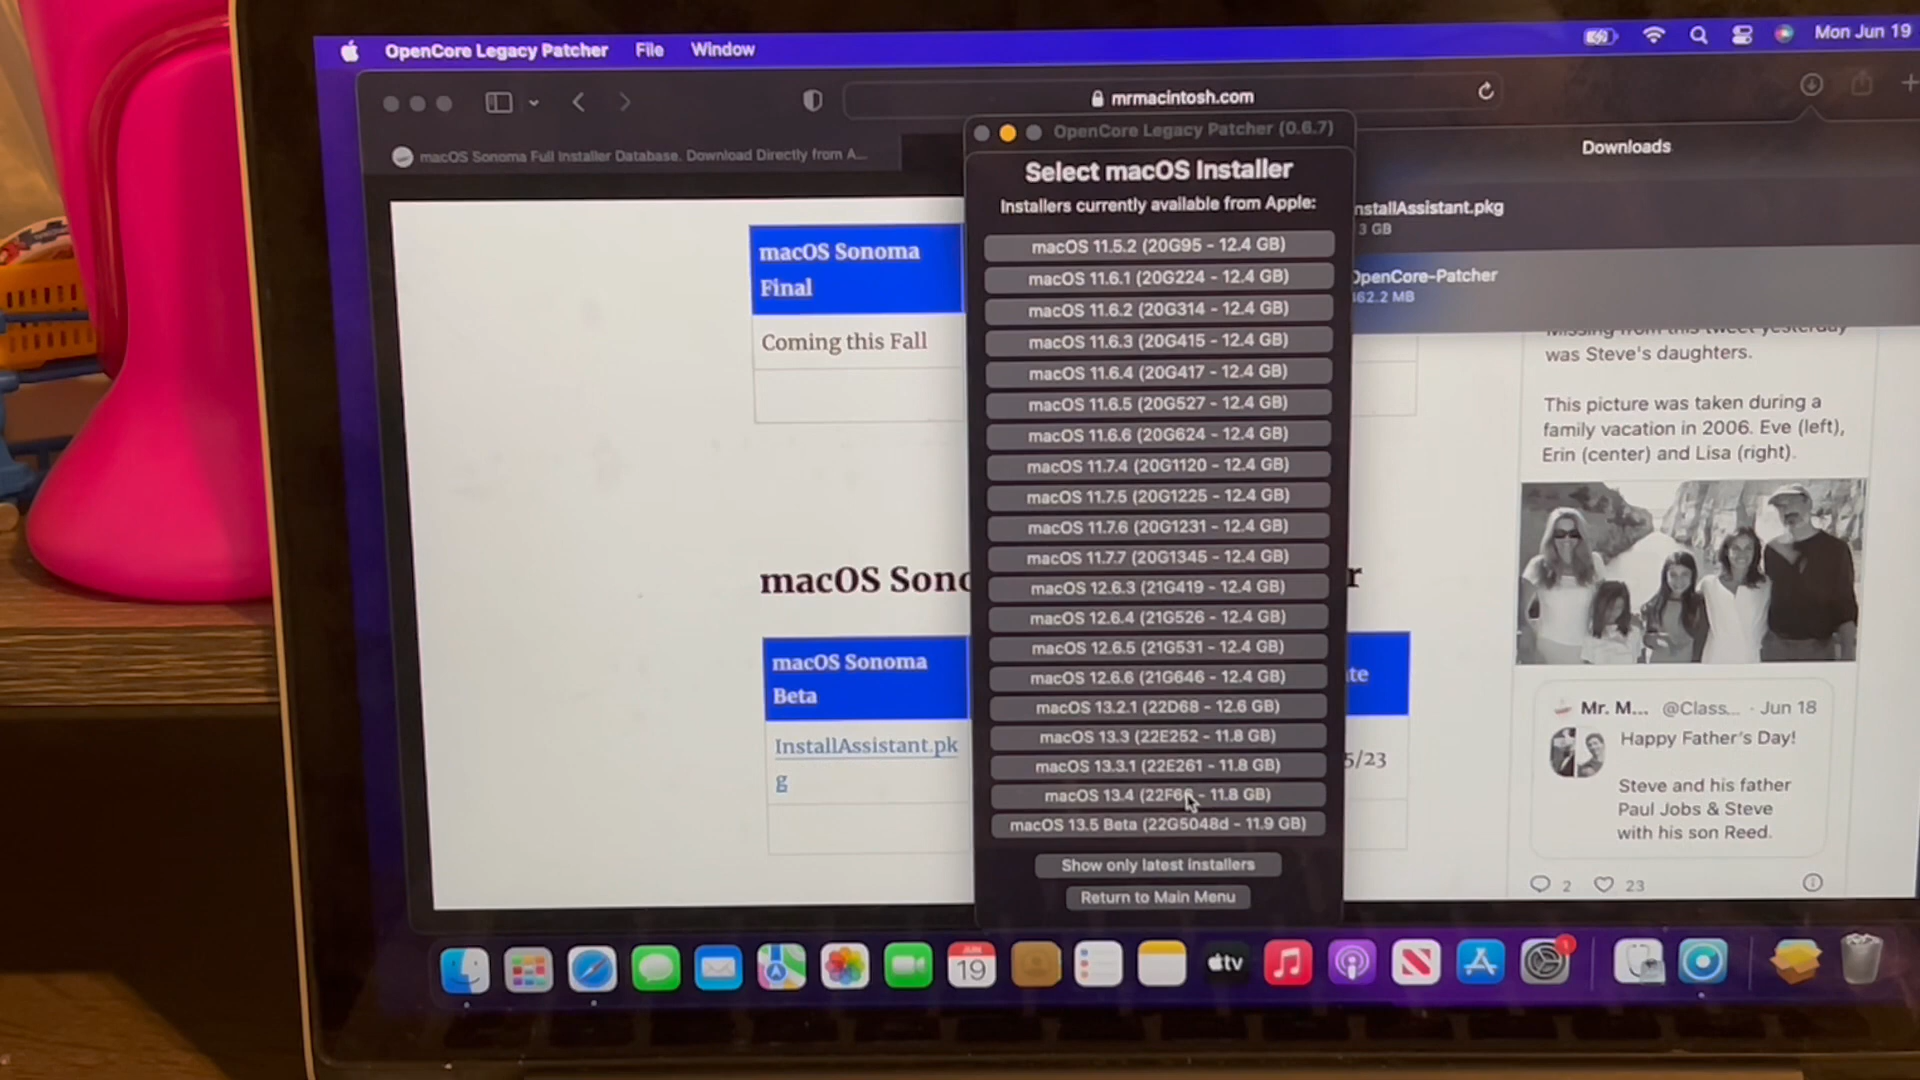 OpenCore Legacy Patcher File Window
Mon Jun 19
mrmacintosh.com
macOS Sonoma Full Installer Database. Download Directly from A...
OpenCore Legacy Patcher (0.6.7)
Select macOS Installer
Installers currently available from Apple:
macOS 11.5.2 (20G95 - 12.4 GB)
macOS 11.6.1 (20G224 - 12.4 GB)
macOS 11.6.2 (20G314 - 12.4 GB)
macOS 11.6.3 (20G415 - 12.4 GB)
macOS 11.6.4 (20G417 - 12.4 GB)
macOS 11.6.5 (20G527 - 12.4 GB)
macOS 11.6.6 (20G624 - 12.4 GB)
macOS 11.7.4 (20G1120 - 12.4 GB)
macOS 11.7.5 (20G1225 - 12.4 GB)
macOS 11.7.6 (20G1231 - 12.4 GB)
macOS 11.7.7 (20G1345 - 12.4 GB)
macOS 12.6.3 (21G419 - 12.4 GB)
macOS 12.6.4 (21G526 - 12.4 GB)
macOS 12.6.5 (21G531 - 12.4 GB)
macOS 12.6.6 (21G646 - 12.4 GB)
macOS 13.2.1 (22D68 - 12.6 GB)
macOS 13.3 (22E252 - 11.8 GB)
macOS 13.3.1 (22E261 - 11.8 GB)
macOS 13.4 (22F66 - 11.8 GB)
macOS 13.5 Beta (22G5048d - 11.9 GB)
Show only latest installers
Return to Main Menu
macOS Sonoma
Final
Coming this Fall
macOS Sono
r
macOS Sonoma
Beta
te
InstallAssistant.pk
g
5/23
Downloads
nstallAssistant.pkg
3 GB
OpenCore-Patcher
662.2 MB
Missing from this tweet yesterday
was Steve's daughters.
This picture was taken during a
family vacation in 2006. Eve (left),
Erin (center) and Lisa (right).
Mr. M... @Class... · Jun 18
Happy Father's Day!
Steve and his father
Paul Jobs & Steve
with his son Reed.
2 23
JUN
19
tv
1